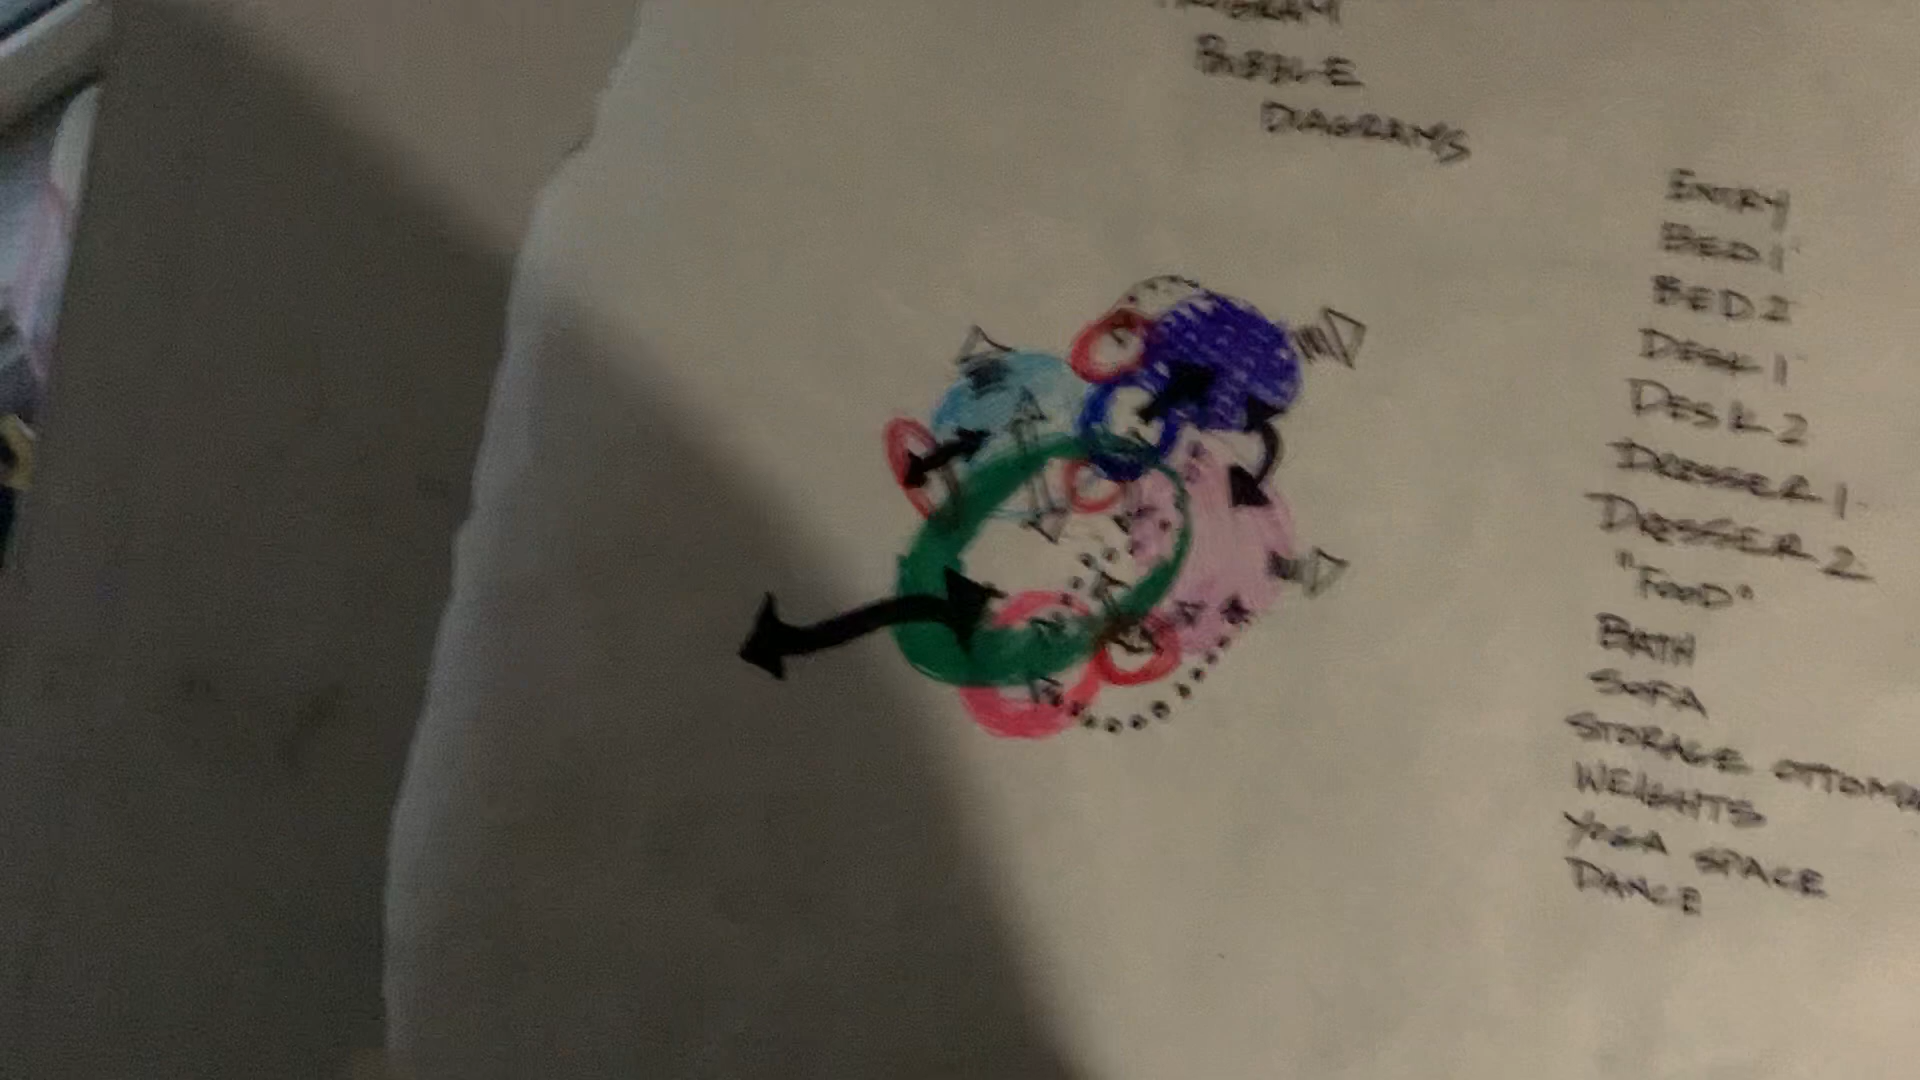 BUBBLE
DIAGRAMS
ENTRY
BED 1
BED 2
DESK 1
DESK 2
DRESSER 1
DRESSER 2
"FOOD"
BATH
SOFA
STORAGE
WEIGHTS
YOGA SPACE
DANCE